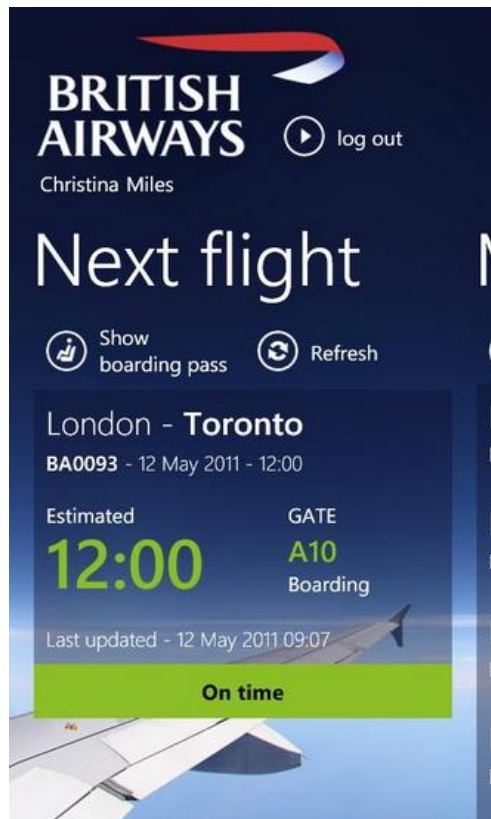 BRITISH
AIRWAYS
log out
Christina Miles
Next flight
Show
boarding pass
Refresh
London - Toronto
BA0093 - 12 May 2011 - 12:00
Estimated
GATE
12:00
A10
Boarding
Last updated - 12 May 2011 09:07
On time